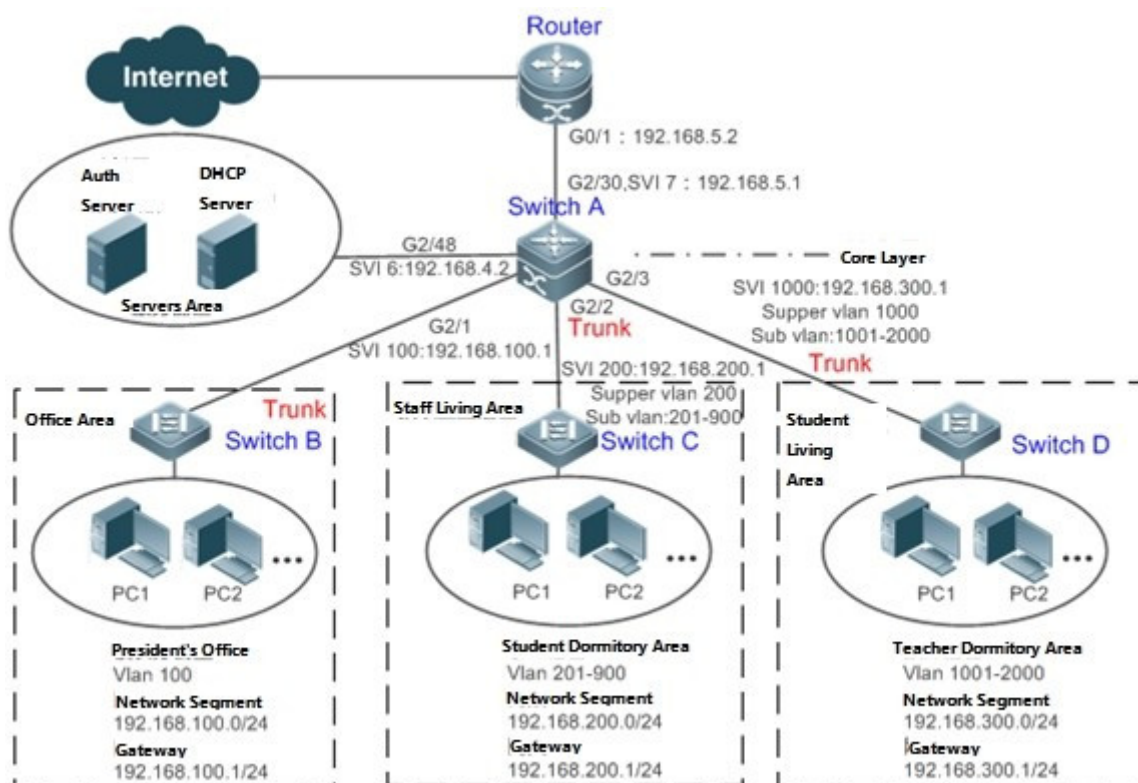 Router
Internet
G0/1：192.168.5.2
Auth
Server
DHCP
Server
Servers Area
G2/30,SVI 7：192.168.5.1
Switch A
G2/48
SVI 6:192.168.4.2
Core Layer
G2/3
SVI 1000:192.168.300.1
Supper vlan 1000
Sub vlan:1001-2000
Trunk
G2/2
Trunk
G2/1
SVI 100:192.168.100.1
SVI 200:192.168.200.1
Supper vlan 200
Sub vlan:201-900
Office Area
Trunk
Switch B
PC1
PC2
...
President's Office
Vlan 100
Network Segment
192.168.100.0/24
Gateway
192.168.100.1/24
Staff Living Area
Switch C
PC1
PC2
...
Student Dormitory Area
Vlan 201-900
Network Segment
192.168.200.0/24
Gateway
192.168.200.1/24
Student
Living
Area
Switch D
PC1
PC2
...
Teacher Dormitory Area
Vlan 1001-2000
Network Segment
192.168.300.0/24
Gateway
192.168.300.1/24